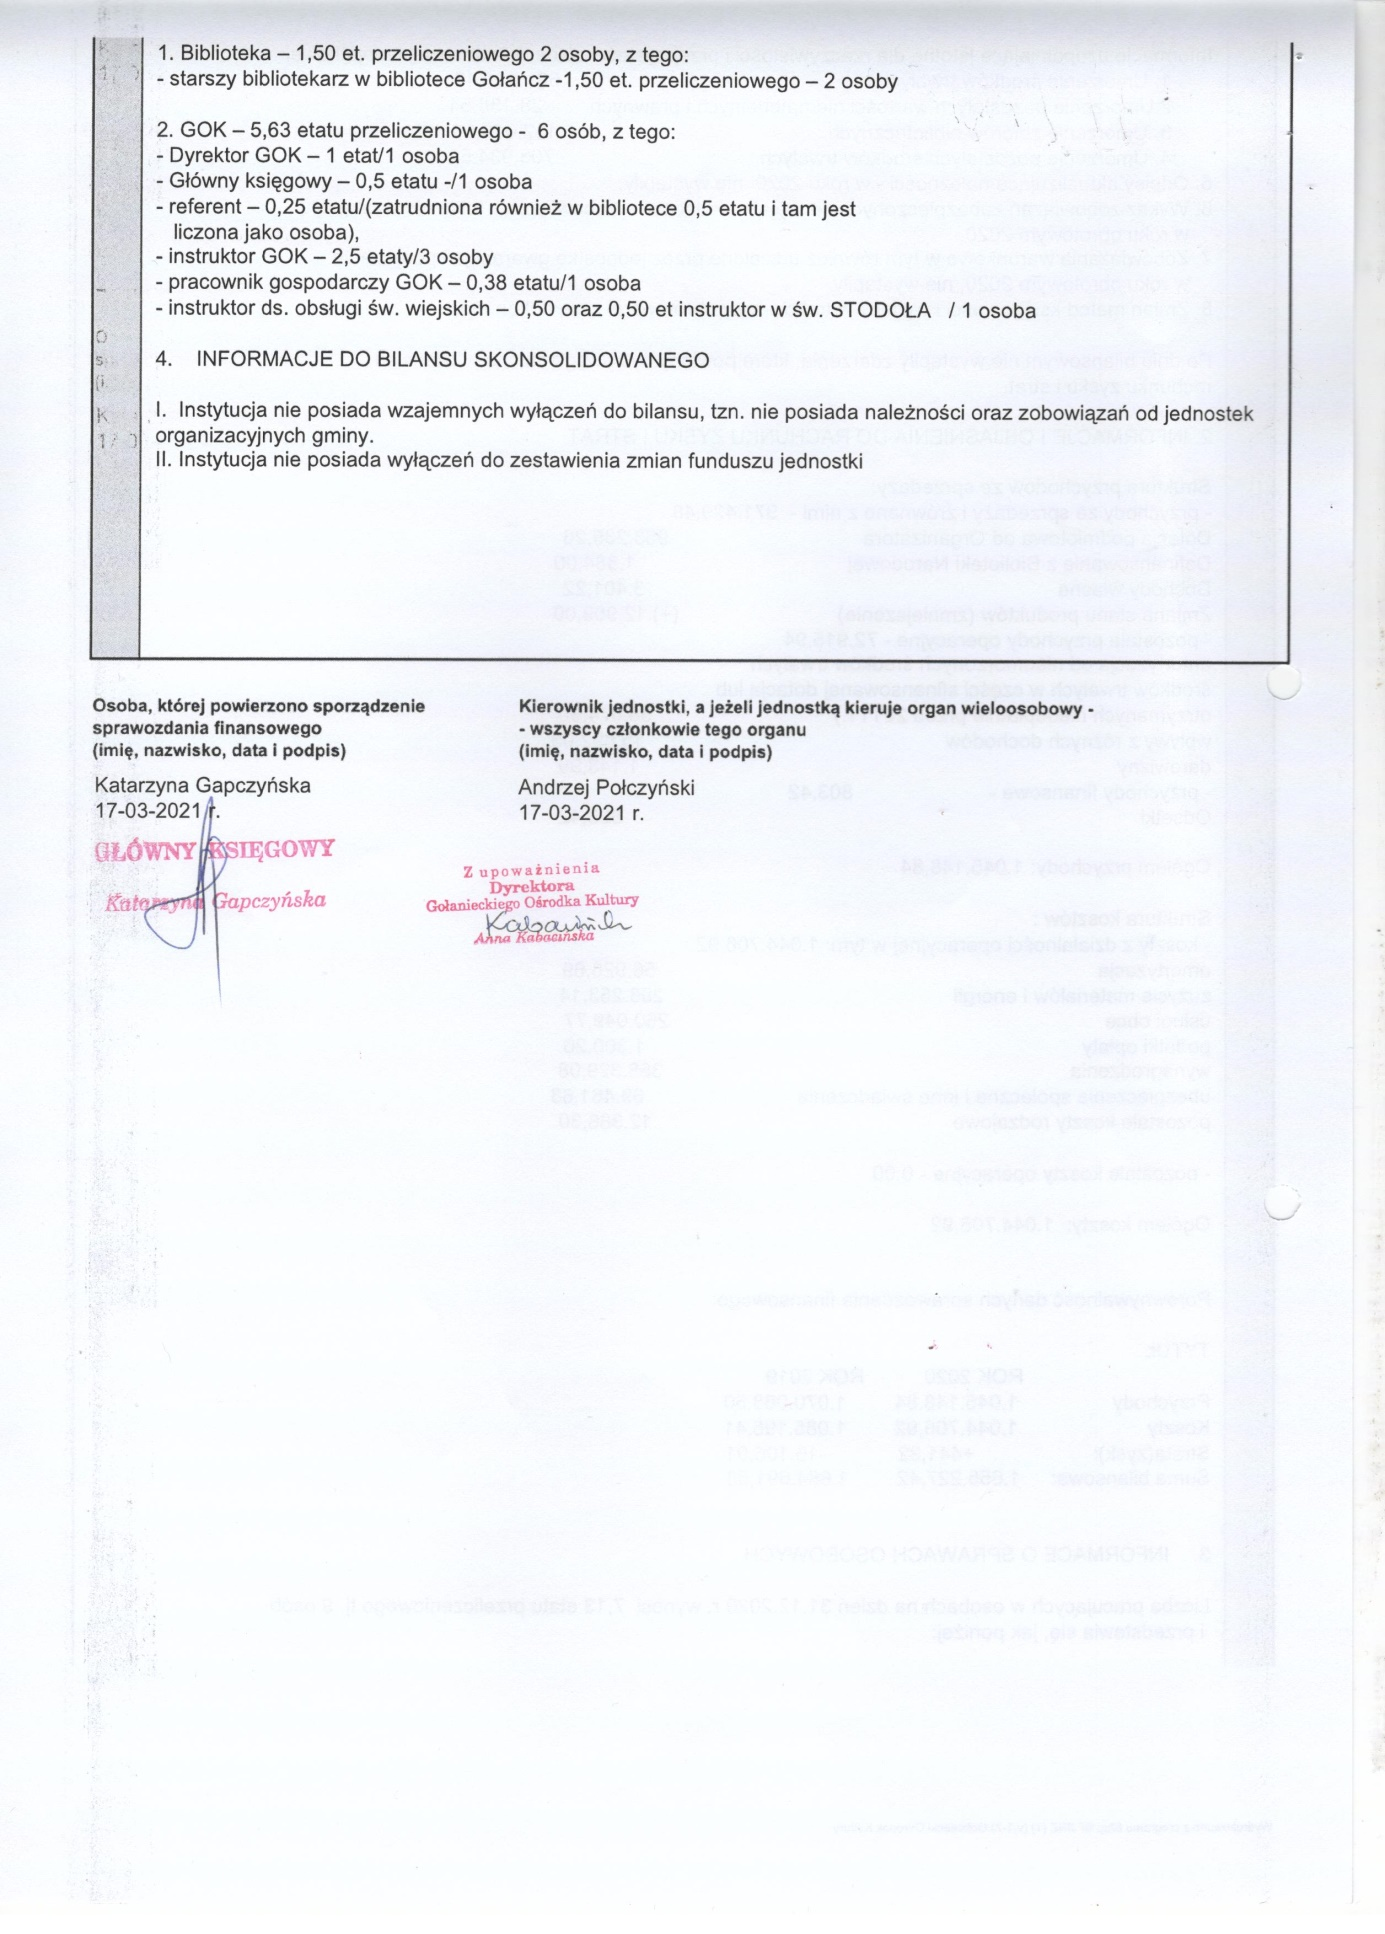 1. Biblioteka – 1,50 et. przeliczeniowego 2 osoby, z tego:
- starszy bibliotekarz w bibliotece Gołańcz -1,50 et. przeliczeniowego – 2 osoby
2. GOK – 5,63 etatu przeliczeniowego - 6 osób, z tego:
- Dyrektor GOK – 1 etat/1 osoba
- Główny księgowy – 0,5 etatu -/1 osoba
- referent – 0,25 etatu/(zatrudniona również w bibliotece 0,5 etatu i tam jest
liczona jako osoba),
- instruktor GOK – 2,5 etaty/3 osoby
- pracownik gospodarczy GOK – 0,38 etatu/1 osoba
- instruktor ds. obsługi św. wiejskich – 0,50 oraz 0,50 et instruktor w św. STODOŁA / 1 osoba
4. INFORMACJE DO BILANSU SKONSOLIDOWANEGO
I. Instytucja nie posiada wzajemnych wyłączeń do bilansu, tzn. nie posiada należności oraz zobowiązań od jednostek
organizacyjnych gminy.
II. Instytucja nie posiada wyłączeń do zestawienia zmian funduszu jednostki
Osoba, której powierzono sporządzenie
sprawozdania finansowego
(imię, nazwisko, data i podpis)
Katarzyna Gapczyńska
17-03-2021 r.
GŁÓWNY KSIĘGOWY
Katarzyna Gapczyńska
Kierownik jednostki, a jeżeli jednostką kieruje organ wieloosobowy -
- wszyscy członkowie tego organu
(imię, nazwisko, data i podpis)
Andrzej Połczyński
17-03-2021 r.
Z upoważnienia
Dyrektora
Gołanieckiego Ośrodka Kultury
Anna Kabacińska